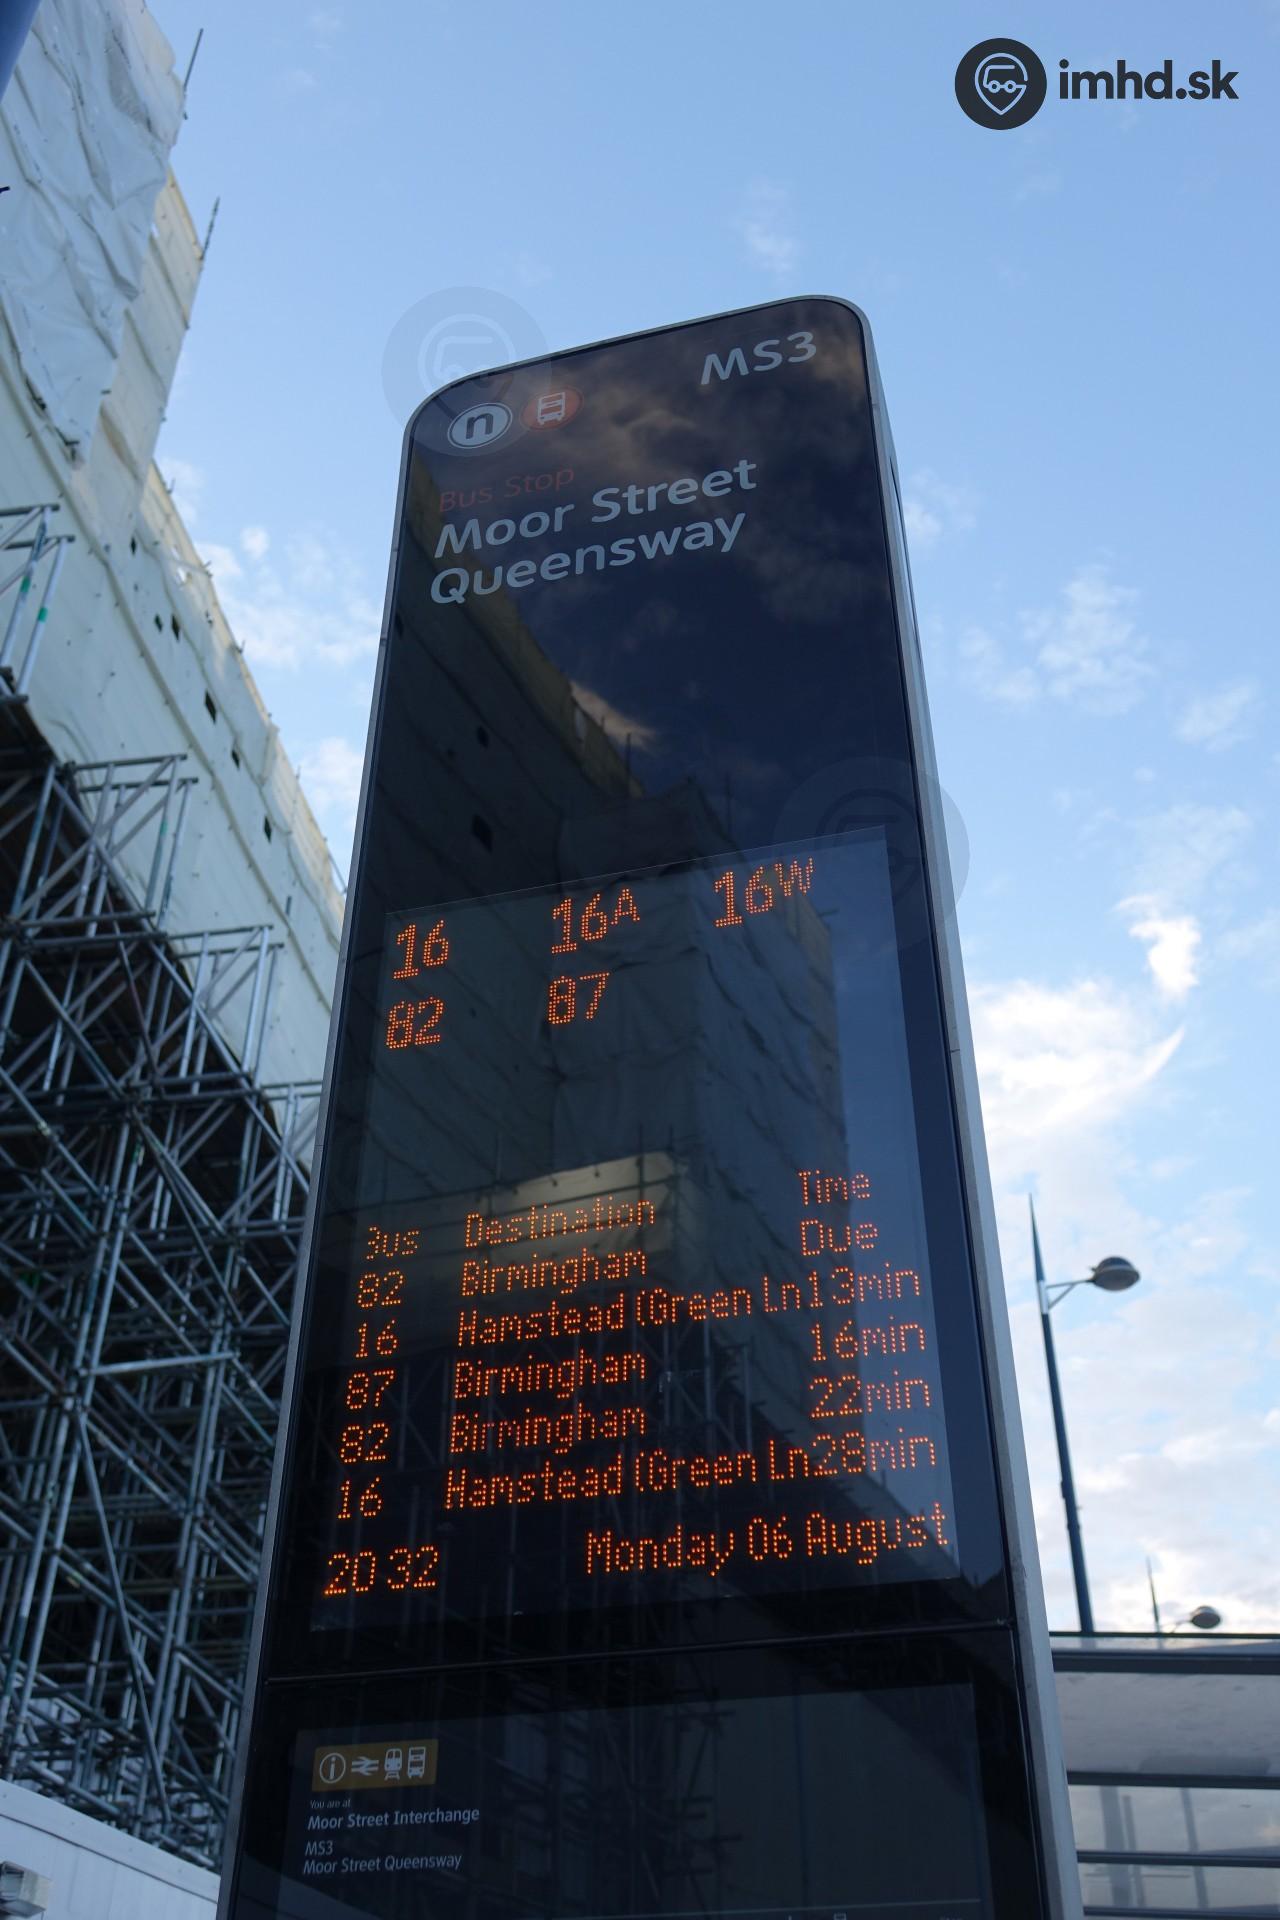 imhd.sk
MS3
n
Bus Stop
Moor Street
Queensway
16 16A 16W
82 87
Bus Destination Time
82 Birmingham Due
16 Hamstead (Green Ln 13min
87 Birmingham 16min
82 Birmingham 22min
16 Hamstead (Green Ln 28min
20:32 Monday 06 August
You are at
Moor Street Interchange
MS3
Moor Street Queensway